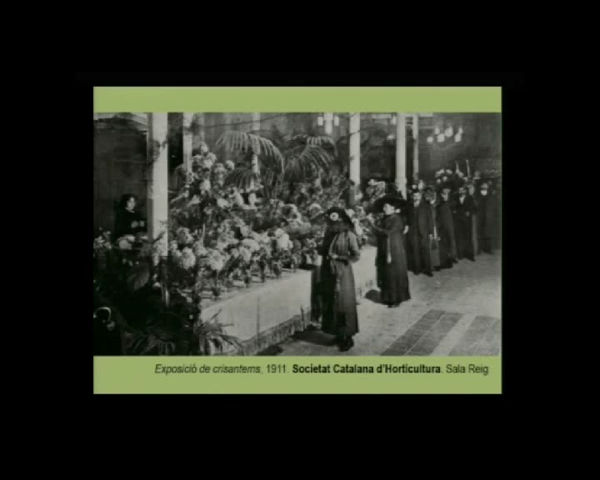 Exposició de crisantems, 1911. Societat Catalana d'Horticultura. Sala Reig